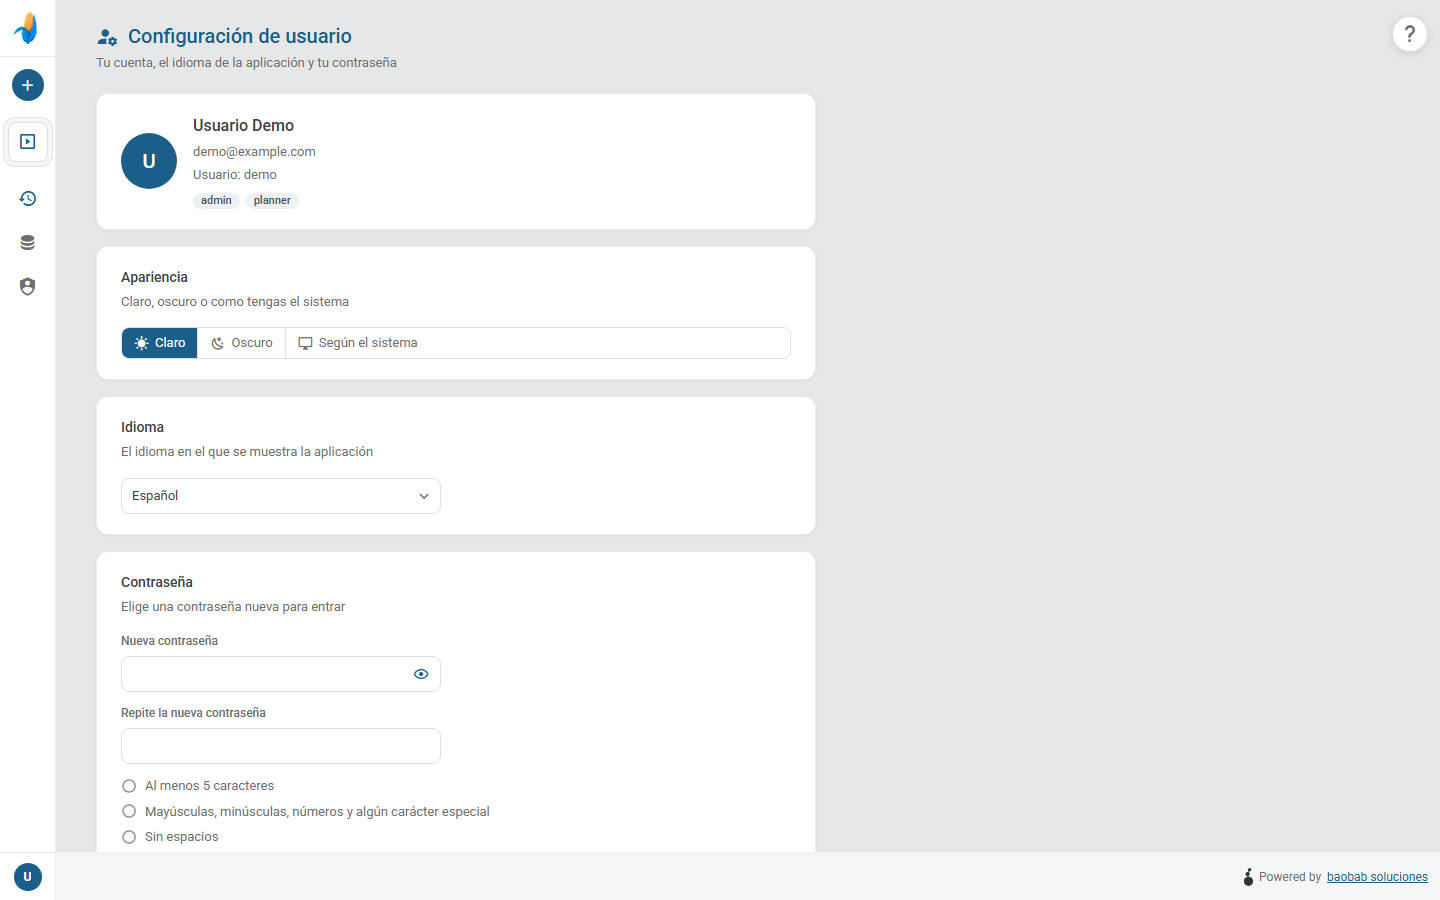 Configuración de usuario
Tu cuenta, el idioma de la aplicación y tu contraseña
?
U
Usuario Demo
demo@example.com
Usuario: demo
admin planner
Apariencia
Claro, oscuro o como tengas el sistema
Claro Oscuro Según el sistema
Idioma
El idioma en el que se muestra la aplicación
Español
Contraseña
Elige una contraseña nueva para entrar
Nueva contraseña
Repite la nueva contraseña
Al menos 5 caracteres
Mayúsculas, minúsculas, números y algún carácter especial
Sin espacios
U
Powered by baobab soluciones